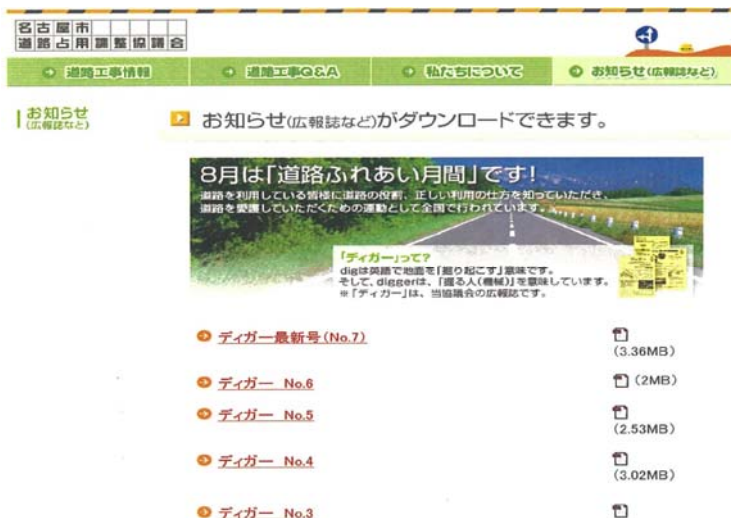 名古屋市
道路占用調整協議会
道路工事情報
道路工事Q&A
私たちについて
お知らせ(広報誌など)
お知らせ
(広報誌など)
お知らせ(広報誌など)がダウンロードできます。
8月は「道路ふれあい月間」です!
道路を利用している皆様に道路の役割、正しい利用の仕方を知っていただき、
道路を愛護していただくための運動として全国で行われています。
「ディガー」って?
digは英語で地面を「掘り起こす」意味です。
そして、diggerは、「掘る人(機械)」を意味しています。
※「ディガー」は、当協議会の広報誌です。
ディガー最新号(No.7)
(3.36MB)
ディガー No.6
(2MB)
ディガー No.5
(2.53MB)
ディガー No.4
(3.02MB)
ディガー No.3